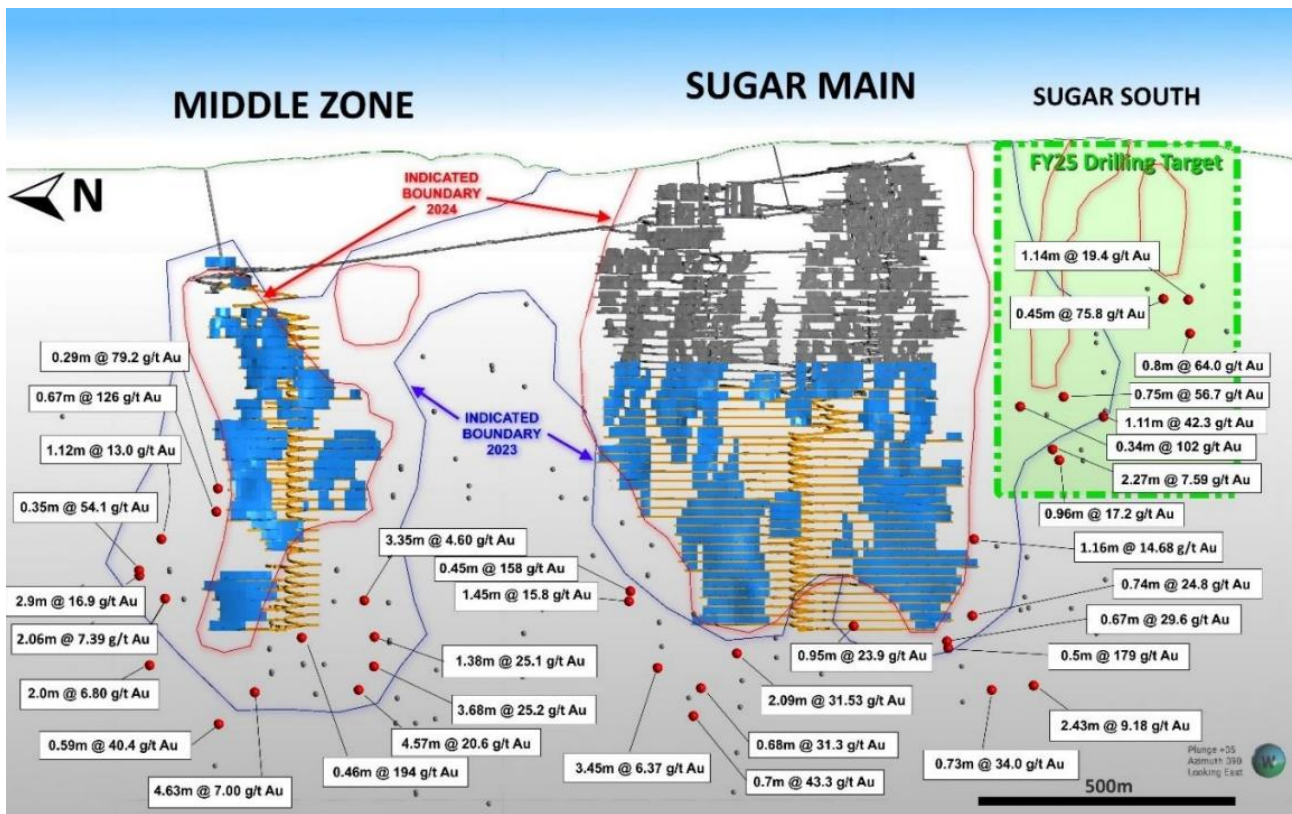 MIDDLE ZONE
SUGAR MAIN
SUGAR SOUTH
N
INDICATED
BOUNDARY
2024
FY25 Drilling Target
1.14m @ 19.4 g/t Au
0.45m @ 75.8 g/t Au
0.29m @ 79.2 g/t Au
0.8m @ 64.0 g/t Au
0.67m @ 126 g/t Au
0.75m @ 56.7 g/t Au
INDICATED
BOUNDARY
2023
1.11m @ 42.3 g/t Au
1.12m @ 13.0 g/t Au
0.34m @ 102 g/t Au
2.27m @ 7.59 g/t Au
0.35m @ 54.1 g/t Au
0.96m @ 17.2 g/t Au
3.35m @ 4.60 g/t Au
1.16m @ 14.68 g/t Au
0.45m @ 158 g/t Au
0.74m @ 24.8 g/t Au
1.45m @ 15.8 g/t Au
2.9m @ 16.9 g/t Au
0.67m @ 29.6 g/t Au
2.06m @ 7.39 g/t Au
0.95m @ 23.9 g/t Au
0.5m @ 179 g/t Au
1.38m @ 25.1 g/t Au
2.0m @ 6.80 g/t Au
2.09m @ 31.53 g/t Au
3.68m @ 25.2 g/t Au
2.43m @ 9.18 g/t Au
0.59m @ 40.4 g/t Au
4.57m @ 20.6 g/t Au
0.68m @ 31.3 g/t Au
0.46m @ 194 g/t Au
3.45m @ 6.37 g/t Au
0.73m @ 34.0 g/t Au
4.63m @ 7.00 g/t Au
0.7m @ 43.3 g/t Au
Plunge +05
Azimuth 090
Looking East
W
500m